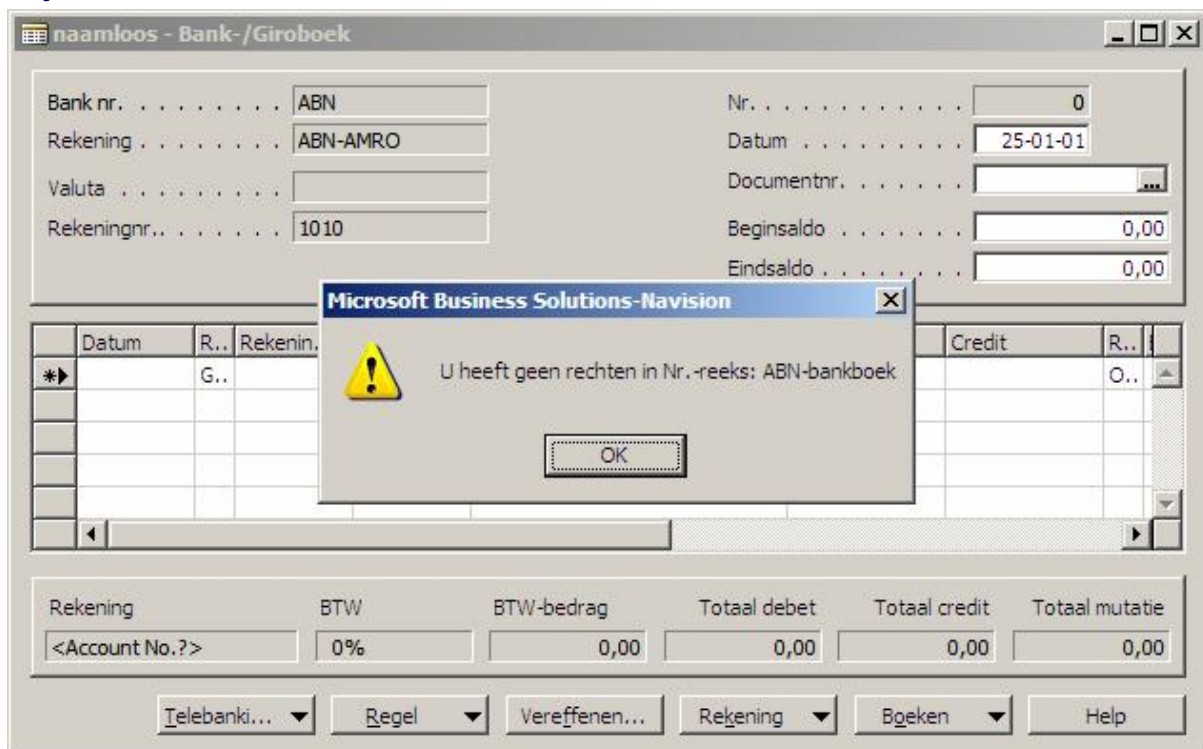 naamloos - Bank-/Giroboek
Bank nr. . . . . . . . . ABN
Nr. . . . . . . . . . . . . 0
Rekening . . . . . . . . ABN-AMRO
Datum . . . . . . . . . 25-01-01
Valuta . . . . . . . . .
Documentnr. . . . . . . ...
Rekeningnr.. . . . . . . 1010
Beginsaldo . . . . . . . 0,00
Eindsaldo . . . . . . . . 0,00
Microsoft Business Solutions-Navision
U heeft geen rechten in Nr.-reeks: ABN-bankboek
OK
Datum R.. Rekenin. Credit R..
G.. O..
Rekening BTW BTW-bedrag Totaal debet Totaal credit Totaal mutatie
<Account No.?> 0% 0,00 0,00 0,00 0,00
Telebanki... Regel Vereffenen... Rekening Boeken Help